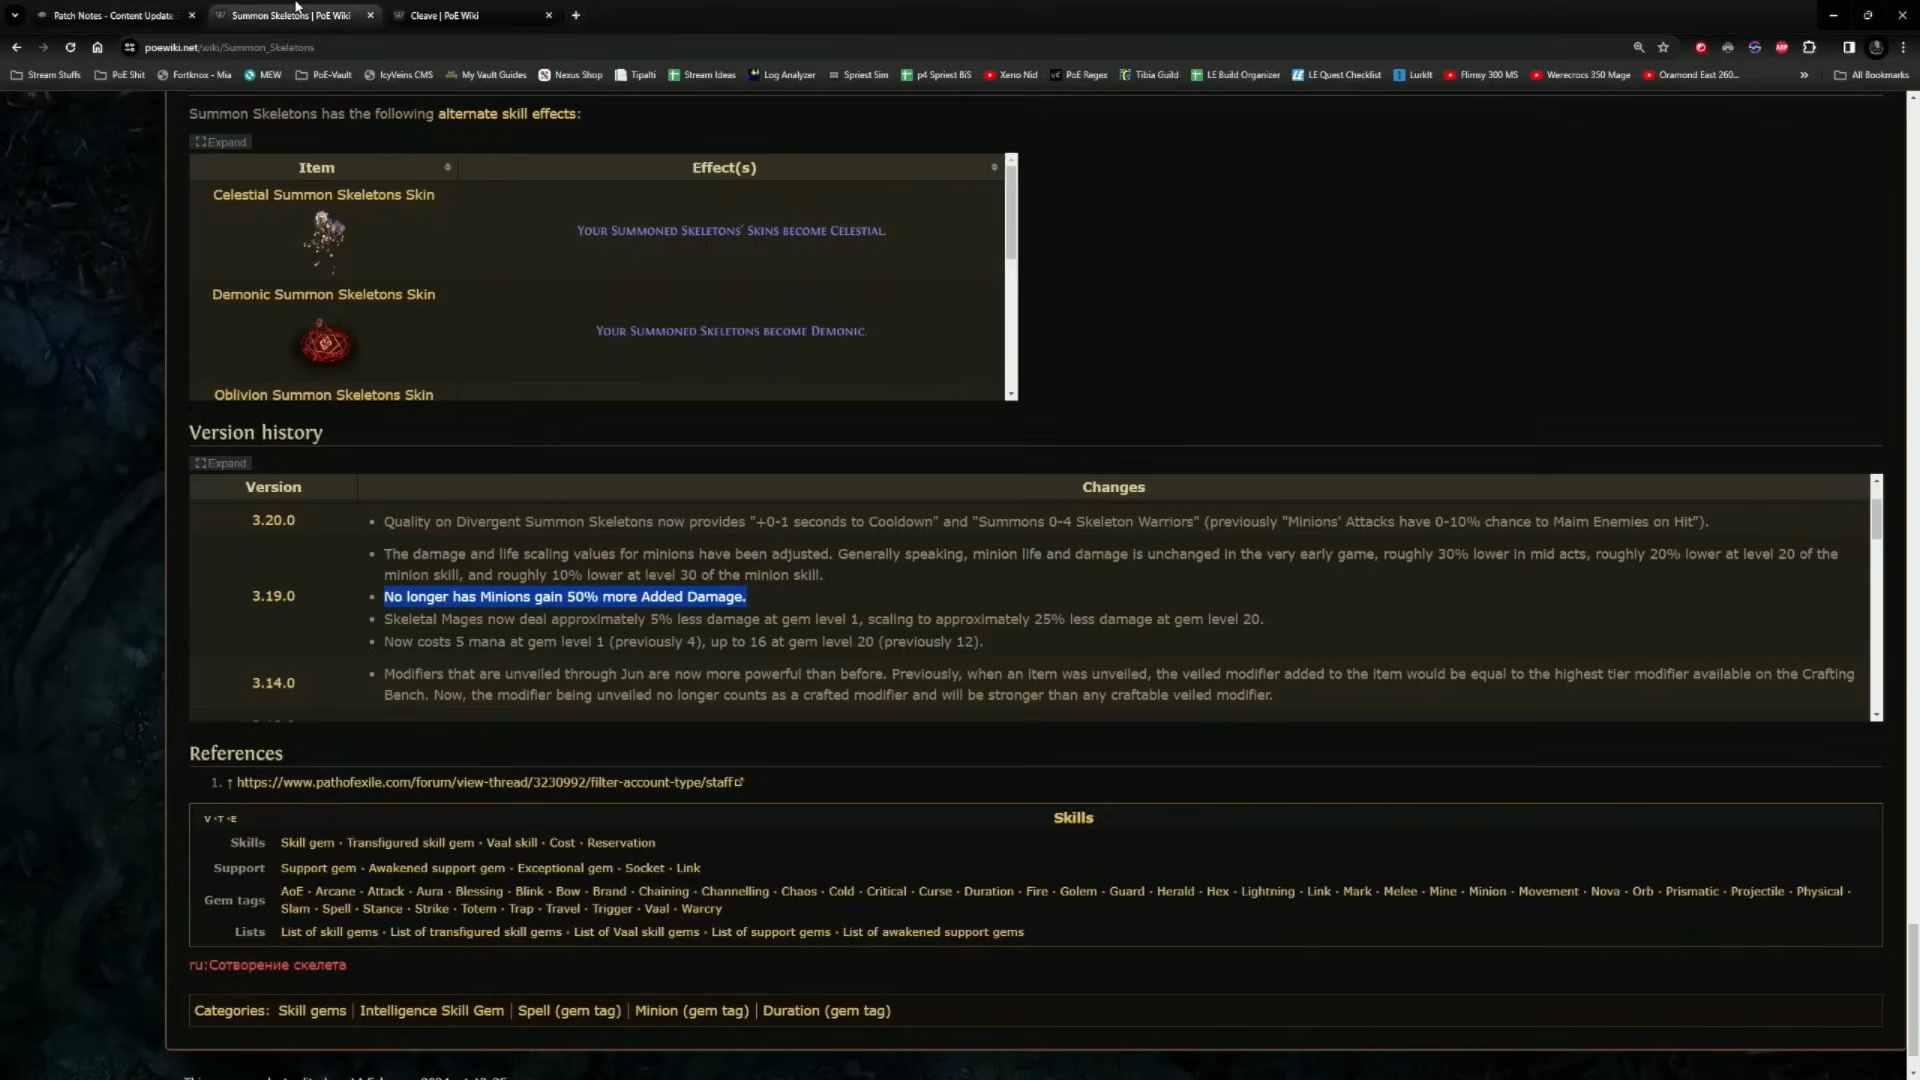 Patch Notes - Content Update
Summon Skeletons | PoE Wiki
Cleave | PoE Wiki
poewiki.net/wiki/Summon_Skeletons
Stream Stuffs
PoE Shit
Fortknox - Mia
MEW
PoE-Vault
IcyVeins CMS
My Vault Guides
Nexus Shop
Tipalti
Stream Ideas
Log Analyzer
Spriest Sim
p4 Spriest BiS
Xeno Nid
PoE Regex
Tibia Guild
LE Build Organizer
LE Quest Checklist
LurkIt
Flimsy 300 MS
Werecrocs 350 Mage
Oramond East 260...
All Bookmarks
Summon Skeletons has the following alternate skill effects:
Expand
Item Effect(s)
Celestial Summon Skeletons Skin
Your Summoned Skeletons' Skins become Celestial.
Demonic Summon Skeletons Skin
Your Summoned Skeletons become Demonic.
Oblivion Summon Skeletons Skin
Version history
Expand
Version Changes
3.20.0
• Quality on Divergent Summon Skeletons now provides "+0-1 seconds to Cooldown" and "Summons 0-4 Skeleton Warriors" (previously "Minions' Attacks have 0-10% chance to Maim Enemies on Hit").
3.19.0
• The damage and life scaling values for minions have been adjusted. Generally speaking, minion life and damage is unchanged in the very early game, roughly 30% lower in mid acts, roughly 20% lower at level 20 of the
minion skill, and roughly 10% lower at level 30 of the minion skill.
• No longer has Minions gain 50% more Added Damage.
• Skeletal Mages now deal approximately 5% less damage at gem level 1, scaling to approximately 25% less damage at gem level 20.
• Now costs 5 mana at gem level 1 (previously 4), up to 16 at gem level 20 (previously 12).
3.14.0
• Modifiers that are unveiled through Jun are now more powerful than before. Previously, when an item was unveiled, the veiled modifier added to the item would be equal to the highest tier modifier available on the Crafting
Bench. Now, the modifier being unveiled no longer counts as a crafted modifier and will be stronger than any craftable veiled modifier.
References
1. ↑ https://www.pathofexile.com/forum/view-thread/3230992/filter-account-type/staff
V • T • E Skills
Skills Skill gem • Transfigured skill gem • Vaal skill • Cost • Reservation
Support Support gem • Awakened support gem • Exceptional gem • Socket • Link
Gem tags AoE • Arcane • Attack • Aura • Blessing • Blink • Bow • Brand • Chaining • Channelling • Chaos • Cold • Critical • Curse • Duration • Fire • Golem • Guard • Herald • Hex • Lightning • Link • Mark • Melee • Mine • Minion • Movement • Nova • Orb • Prismatic • Projectile • Physical •
Slam • Spell • Stance • Strike • Totem • Trap • Travel • Trigger • Vaal • Warcry
Lists List of skill gems • List of transfigured skill gems • List of Vaal skill gems • List of support gems • List of awakened support gems
ru:Сотворение скелета
Categories: Skill gems | Intelligence Skill Gem | Spell (gem tag) | Minion (gem tag) | Duration (gem tag)